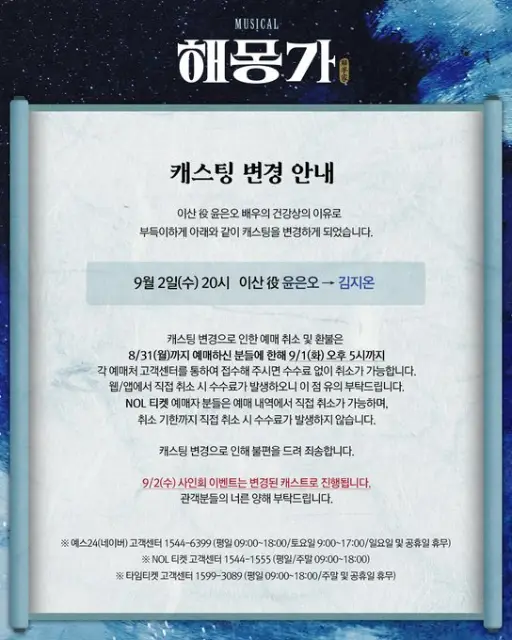 MUSICAL
해몽가
캐스팅 변경 안내
이산 役 윤은오 배우의 건강상의 이유로
부득이하게 아래와 같이 캐스팅을 변경하게 되었습니다.
9월 2일(수) 20시 이산 役 윤은오 → 김지온
캐스팅 변경으로 인한 예매 취소 및 환불은
8/31(월)까지 예매하신 분들에 한해 9/1(화) 오후 5시까지
각 예매처 고객센터를 통하여 접수해 주시면 수수료 없이 취소가 가능합니다.
웹/앱에서 직접 취소 시 수수료가 발생하오니 이 점 유의 부탁드립니다.
NOL 티켓 예매자 분들은 예매 내역에서 직접 취소가 가능하며,
취소 기한까지 직접 취소 시 수수료가 발생하지 않습니다.
캐스팅 변경으로 인해 불편을 드려 죄송합니다.
9/2(수) 사인회 이벤트는 변경된 캐스트로 진행됩니다.
관객분들의 너른 양해 부탁드립니다.
※ 예스24(네이버) 고객센터 1544-6399 (평일 09:00~18:00/토요일 9:00~17:00/일요일 및 공휴일 휴무)
※ NOL 티켓 고객센터 1544-1555 (평일/주말 09:00~18:00)
※ 타임티켓 고객센터 1599-3089 (평일 09:00~18:00/주말 및 공휴일 휴무)